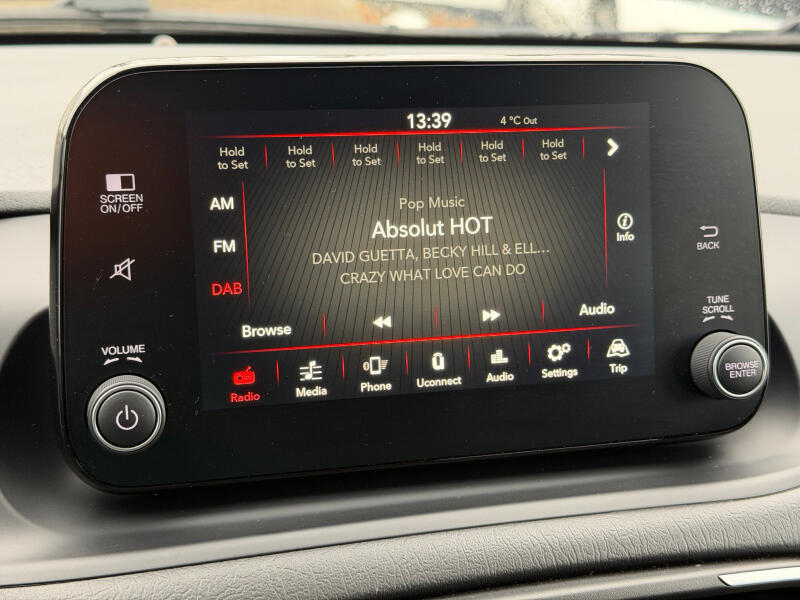 13:39 4 °C Out
Hold to Set Hold to Set Hold to Set Hold to Set Hold to Set Hold to Set
SCREEN
ON/OFF
AM
FM
DAB
Pop Music
Absolut HOT
DAVID GUETTA, BECKY HILL & ELL...
CRAZY WHAT LOVE CAN DO
Info
BACK
Browse Audio
VOLUME
TUNE
SCROLL
BROWSE
ENTER
Radio Media Phone Uconnect Audio Settings Trip